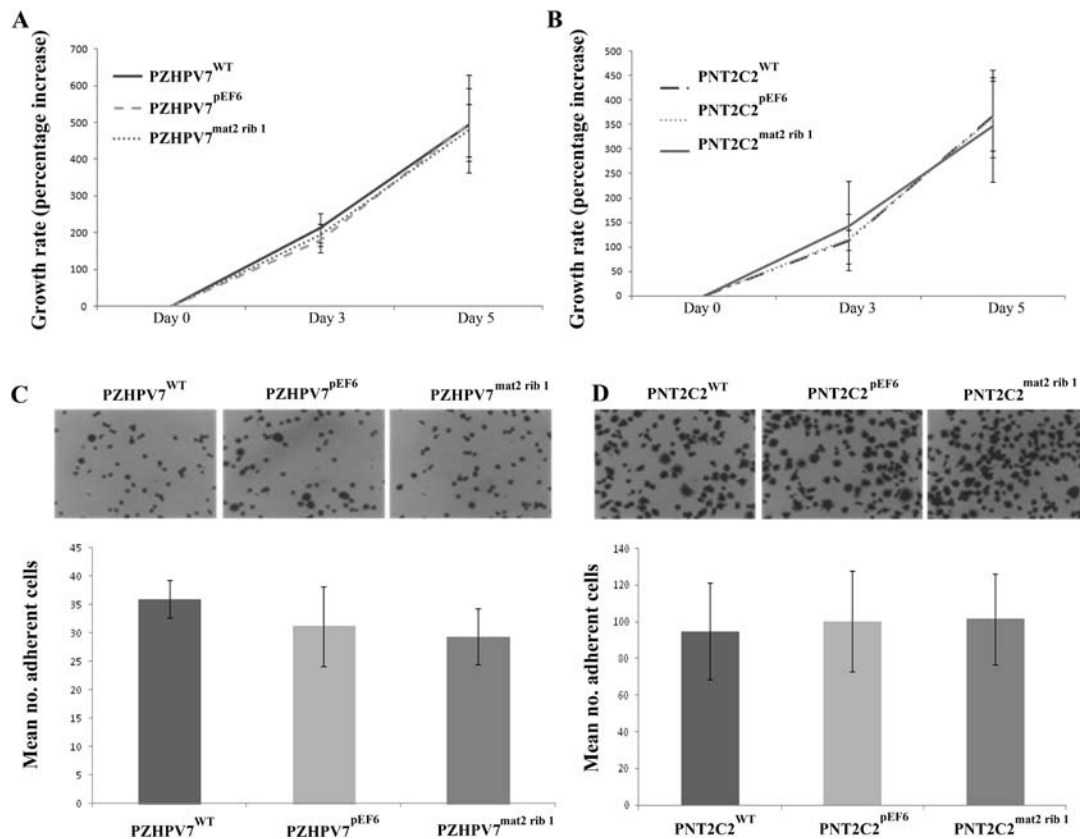 A
Growth rate (percentage increase)
700
600
500
400
300
200
100
0
PZHPV7WT
PZHPV7pEF6
PZHPV7mat2 rib 1
Day 0 Day 3 Day 5
B
Growth rate (percentage increase)
500
450
400
350
300
250
200
150
100
50
0
PNT2C2WT
PNT2C2pEF6
PNT2C2mat2 rib 1
Day 0 Day 3 Day 5
C
PZHPV7WT PZHPV7pEF6 PZHPV7mat2 rib 1
Mean no. adherent cells
45
40
35
30
25
20
15
10
5
0
PZHPV7WT PZHPV7pEF6 PZHPV7mat2 rib 1
D
PNT2C2WT PNT2C2pEF6 PNT2C2mat2 rib 1
Mean no. adherent cells
140
120
100
80
60
40
20
0
PNT2C2WT PNT2C2pEF6 PNT2C2mat2 rib 1